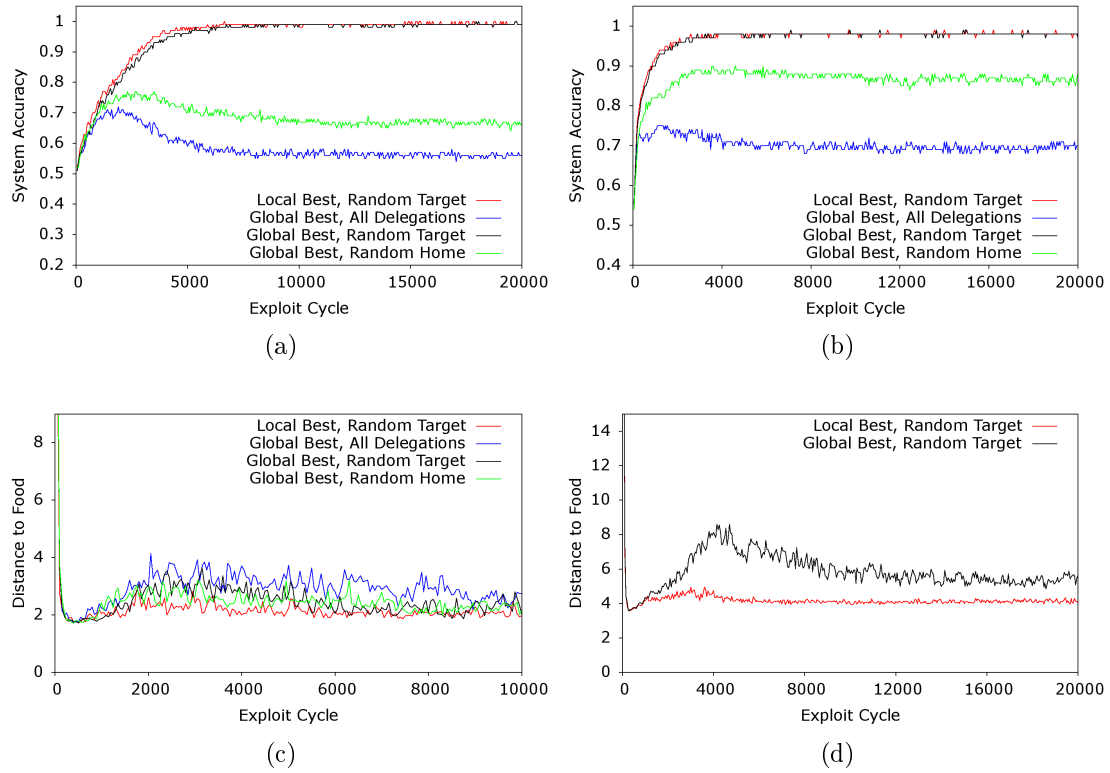 1
0.9
0.8
0.7
0.6
0.5
0.4
0.3
0.2
System Accuracy
Local Best, Random Target
Global Best, All Delegations
Global Best, Random Target
Global Best, Random Home
0 5000 10000 15000 20000
Exploit Cycle
(a)
1
0.9
0.8
0.7
0.6
0.5
0.4
System Accuracy
Local Best, Random Target
Global Best, All Delegations
Global Best, Random Target
Global Best, Random Home
0 4000 8000 12000 16000 20000
Exploit Cycle
(b)
8
6
4
2
0
Distance to Food
Local Best, Random Target
Global Best, All Delegations
Global Best, Random Target
Global Best, Random Home
0 2000 4000 6000 8000 10000
Exploit Cycle
(c)
14
12
10
8
6
4
2
0
Distance to Food
Local Best, Random Target
Global Best, Random Target
0 4000 8000 12000 16000 20000
Exploit Cycle
(d)